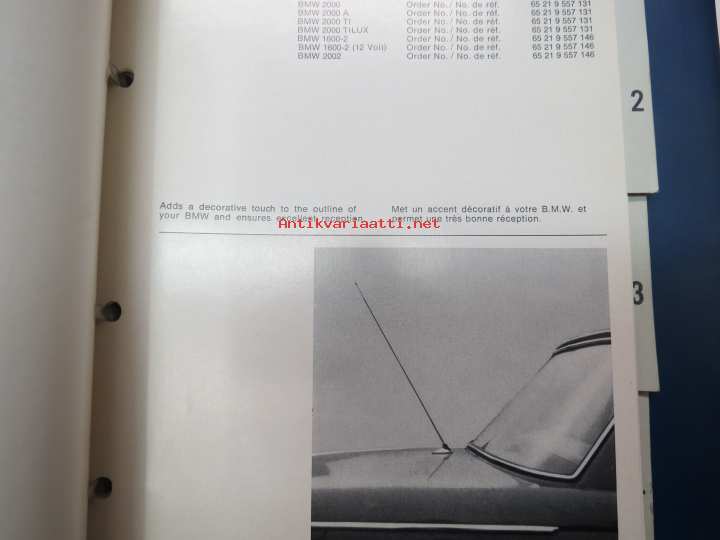 BMW 2000 Order No./ No. de réf. 65 21 9 557 131
BMW 2000 A Order No./ No. de réf. 65 21 9 557 131
BMW 2000 TI Order No./ No. de réf. 65 21 9 557 131
BMW 2000 TILUX Order No./ No. de réf. 65 21 9 557 131
BMW 1600-2 Order No./ No. de réf. 65 21 9 557 146
BMW 1600-2 (12 Volt) Order No./ No. de réf. 65 21 9 557 146
BMW 2002 Order No./ No. de réf. 65 21 9 557 146
2
Adds a decorative touch to the outline of
your BMW and ensures excellent reception.
Met un accent décoratif à votre B.M.W. et
permet une très bonne réception.
Antikvariaatti.net
3